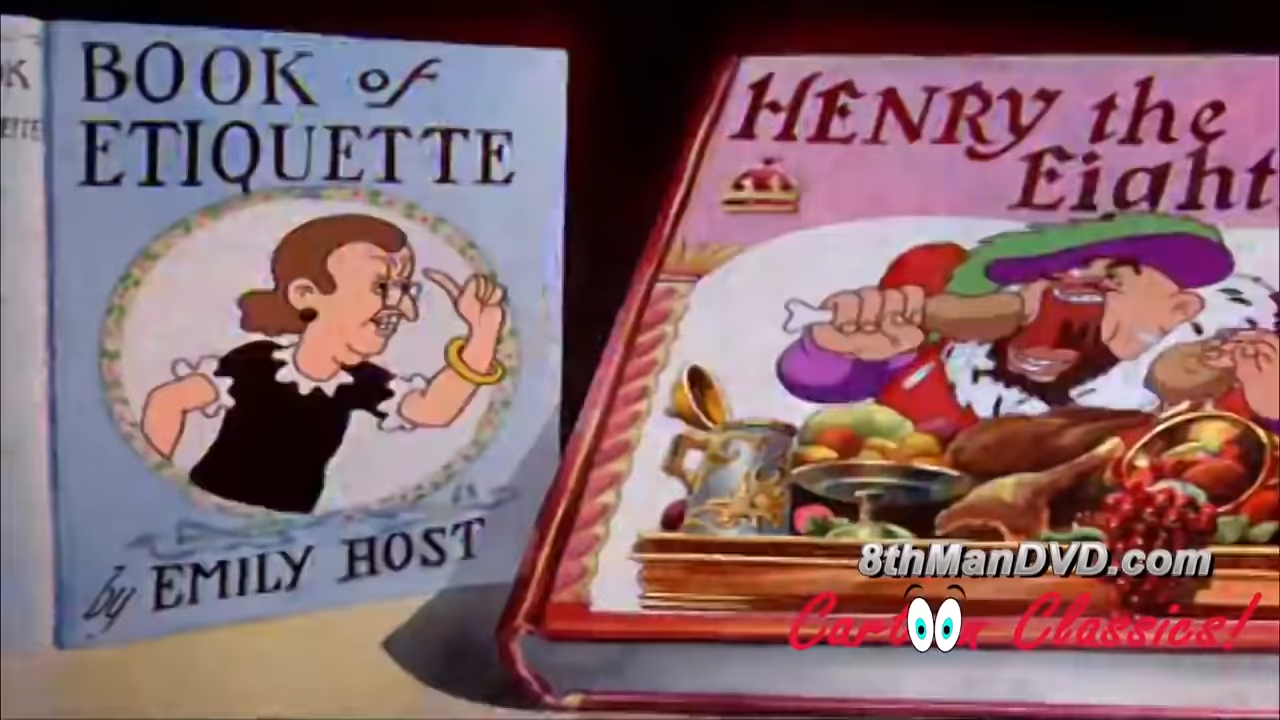 BOOK of
ETIQUETTE
by EMILY HOST
HENRY the
Eight
8thManDVD.com
Cartoon Classics!